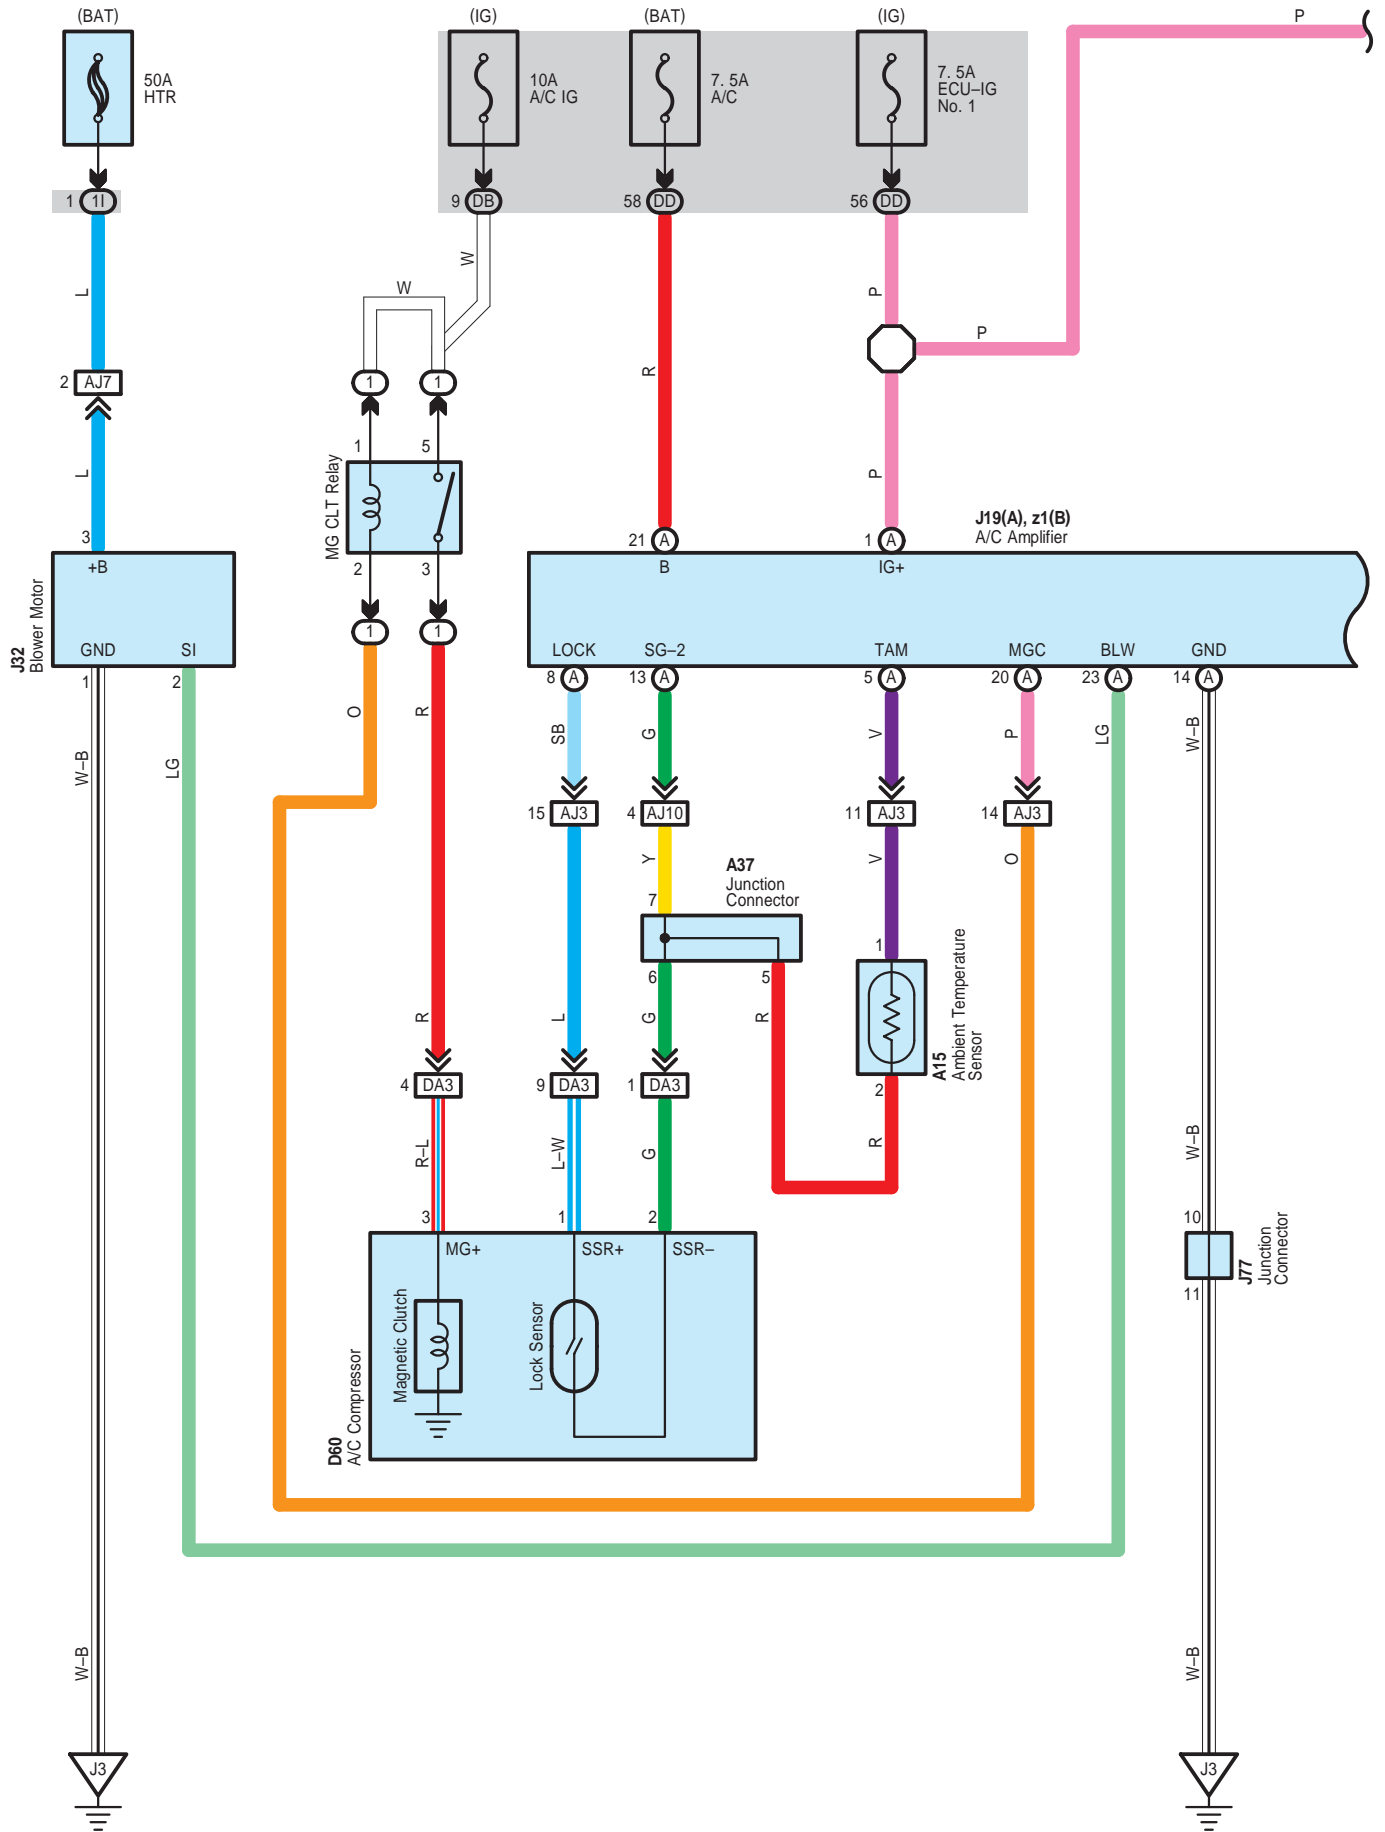 (BAT)
(IG)
(BAT)
(IG)
P
50A
HTR
10A
A/C IG
7. 5A
A/C
7. 5A
ECU–IG
No. 1
1 1I
9 DB
58 DD
56 DD
W
W
L
P
P
R
2 AJ7
1
1
1
5
L
P
MG CLT Relay
3
21 A
1 A
J19(A), z1(B)
A/C Amplifier
+B
B
IG+
2
3
J32
Blower Motor
1
1
GND
SI
LOCK
SG–2
TAM
MGC
BLW
GND
1
2
8 A
13 A
5 A
20 A
23 A
14 A
O
R
SB
G
V
P
LG
W–B
W–B
LG
15 AJ3
4 AJ10
11 AJ3
14 AJ3
Y
V
O
A37
Junction
Connector
7
1
6
5
A15
Ambient Temperature
Sensor
R
L
G
R
4 DA3
9 DA3
1 DA3
2
R–L
L–W
G
R
W–B
3
1
2
10
MG+
SSR+
SSR–
J77
Junction
Connector
11
Magnetic Clutch
Lock Sensor
D60
A/C Compressor
W–B
W–B
J3
J3